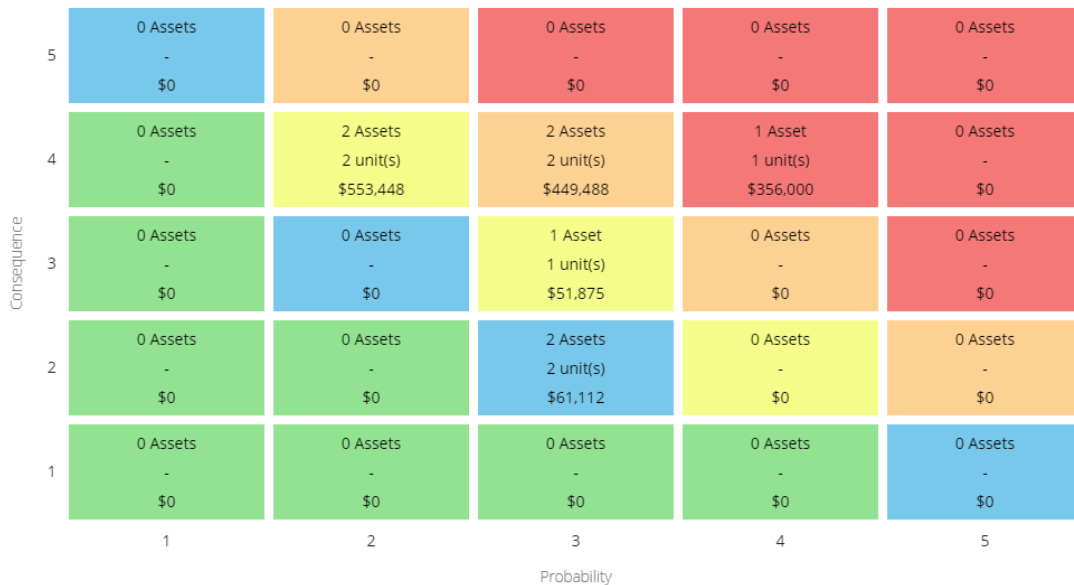 0 Assets 0 Assets 0 Assets 0 Assets 0 Assets
5 - - - - -
$0 $0 $0 $0 $0
0 Assets 2 Assets 2 Assets 1 Asset 0 Assets
4 - 2 unit(s) 2 unit(s) 1 unit(s) -
$0 $553,448 $449,488 $356,000 $0
0 Assets 0 Assets 1 Asset 0 Assets 0 Assets
3 - - 1 unit(s) - -
$0 $0 $51,875 $0 $0
0 Assets 0 Assets 2 Assets 0 Assets 0 Assets
2 - - 2 unit(s) - -
$0 $0 $61,112 $0 $0
0 Assets 0 Assets 0 Assets 0 Assets 0 Assets
1 - - - - -
$0 $0 $0 $0 $0
1 2 3 4 5
Probability
Consequence